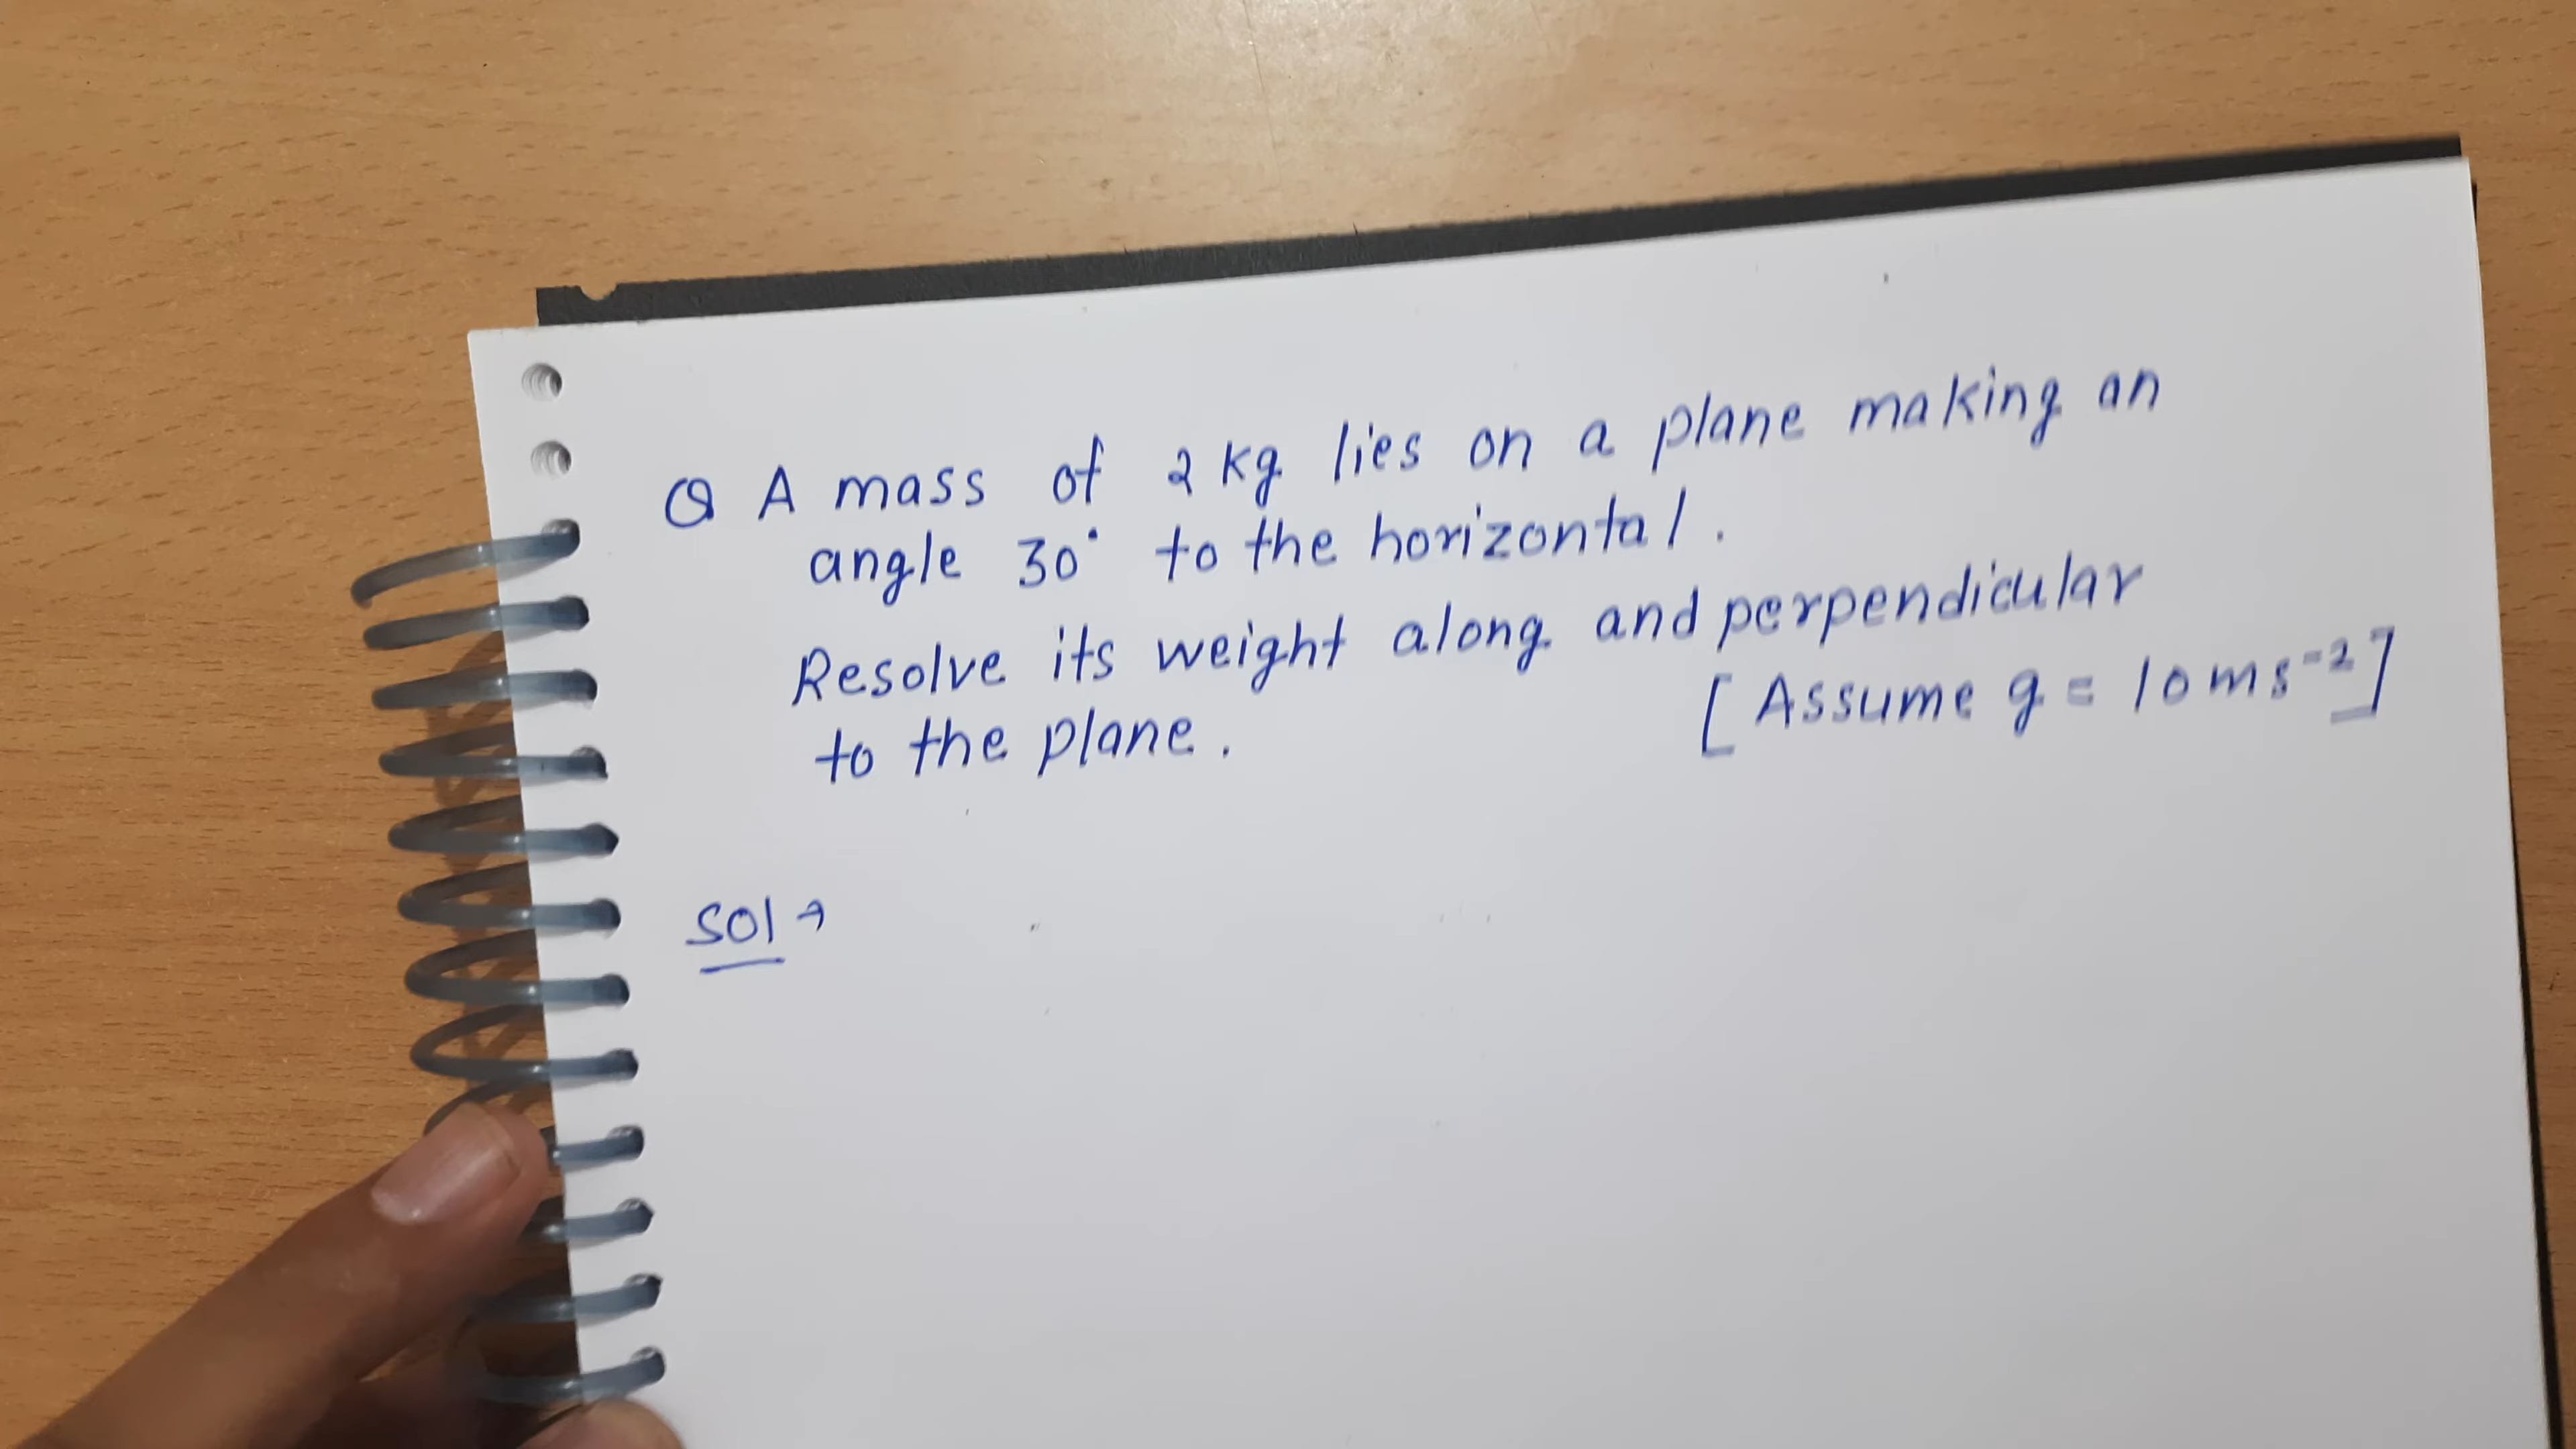 Q A mass of 2 kg lies on a plane making an
angle 30° to the horizontal.
Resolve its weight along and perpendicular
to the plane. [Assume g = 10 ms⁻²]
Sol →